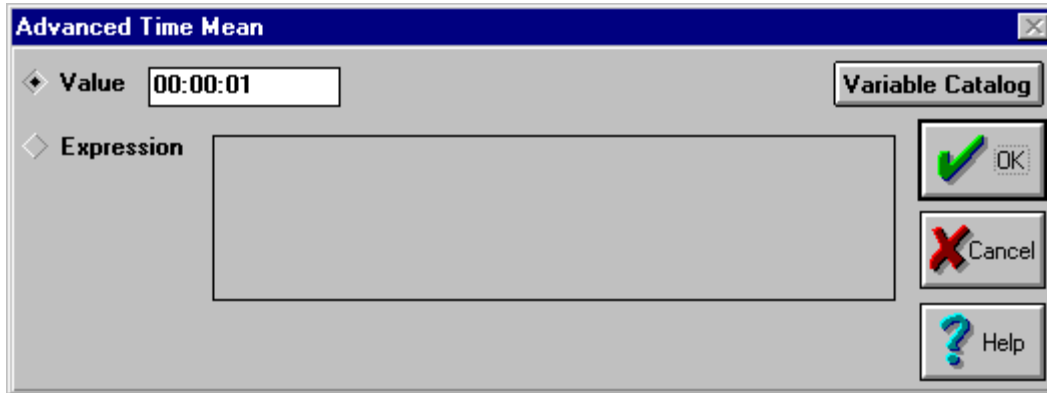 Advanced Time Mean
Value 00:00:01
Variable Catalog
Expression
OK
Cancel
Help